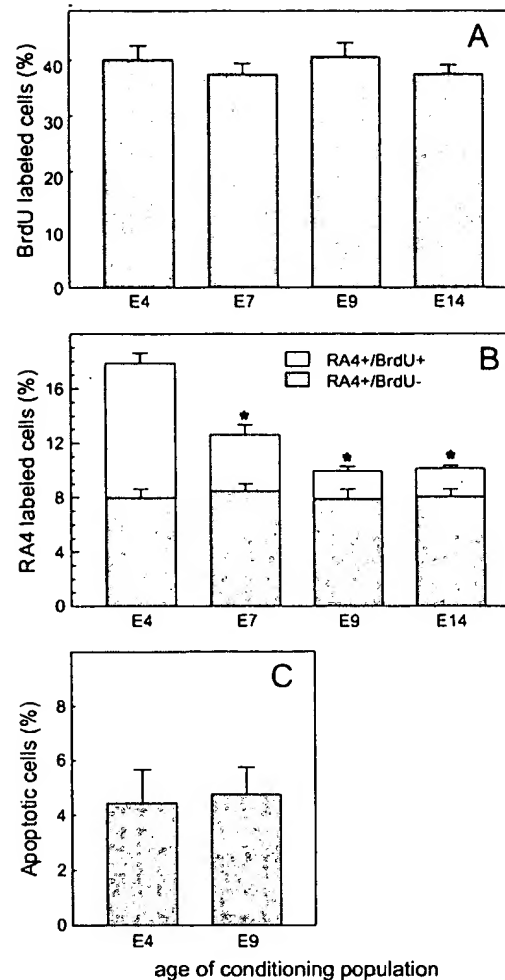 A
BrdU labeled cells (%)
40
30
20
10
0
E4 E7 E9 E14
B
RA4+/BrdU+
RA4+/BrdU-
RA4 labeled cells (%)
16
12
8
4
0
* * *
E4 E7 E9 E14
C
Apoptotic cells (%)
8
6
4
2
0
E4 E9
age of conditioning population